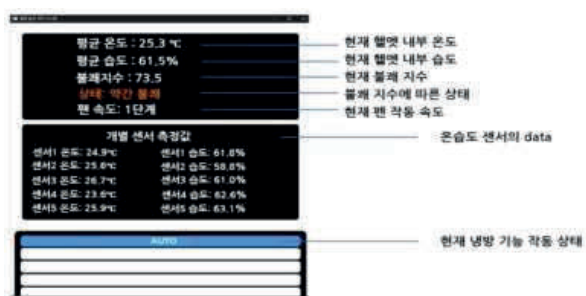 평균 온도 : 25.3 ℃
현재 헬멧 내부 온도
평균 습도 : 61.5%
현재 헬멧 내부 습도
불쾌지수 : 73.5
현재 불쾌 지수
상태: 약간 불쾌
불쾌 지수에 따른 상태
팬 속도: 1단계
현재 팬 작동 속도
개별 센서 측정값
온습도 센서의 data
센서1 온도: 24.9℃
센서1 습도: 61.8%
센서2 온도: 25.6℃
센서2 습도: 58.8%
센서3 온도: 26.7℃
센서3 습도: 61.0%
센서4 온도: 23.6℃
센서4 습도: 62.6%
센서5 온도: 25.9℃
센서5 습도: 63.1%
AUTO
현재 냉방 기능 작동 상태